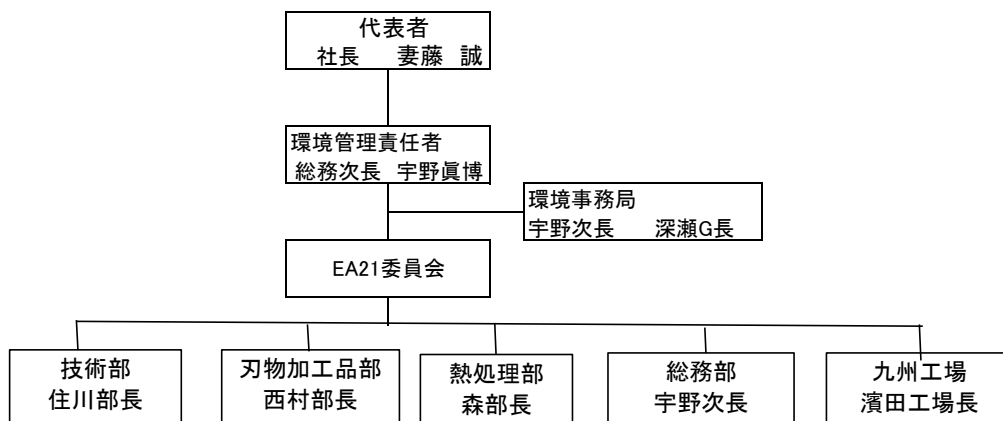 代表者
社長 妻藤 誠
環境管理責任者
総務次長 宇野眞博
環境事務局
宇野次長 深瀬G長
EA21委員会
技術部
住川部長
刃物加工品部
西村部長
熱処理部
森部長
総務部
宇野次長
九州工場
濱田工場長